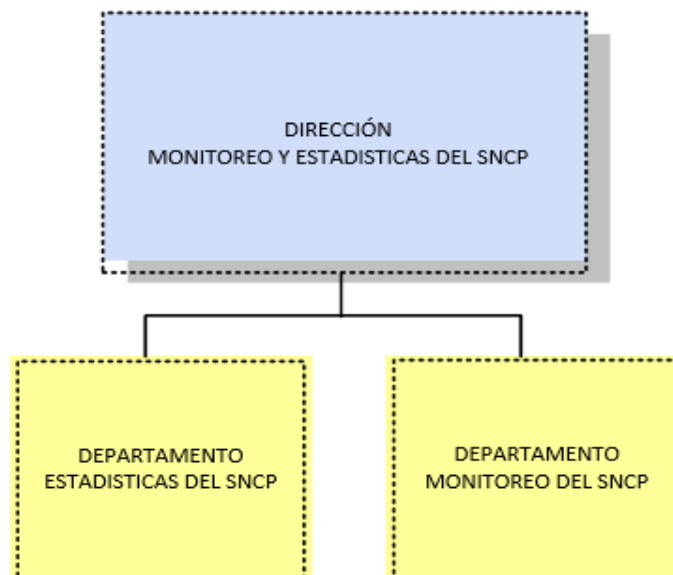 DIRECCIÓN
MONITOREO Y ESTADISTICAS DEL SNCP
DEPARTAMENTO
ESTADISTICAS DEL SNCP
DEPARTAMENTO
MONITOREO DEL SNCP